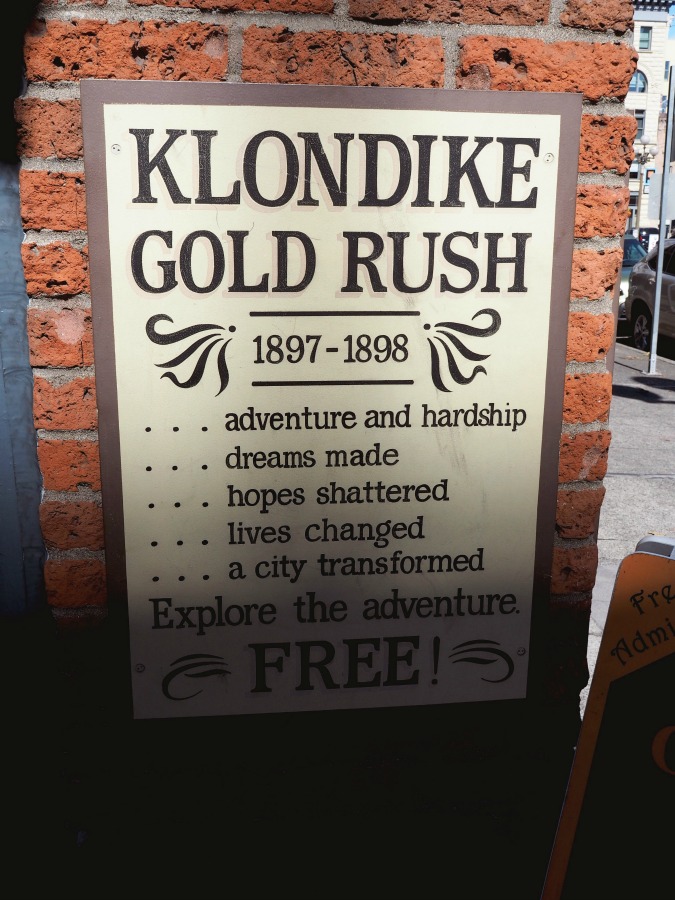 KLONDIKE
GOLD RUSH
1897-1898
. . . adventure and hardship
. . . dreams made
. . . hopes shattered
. . . lives changed
. . . a city transformed
Explore the adventure.
FREE!